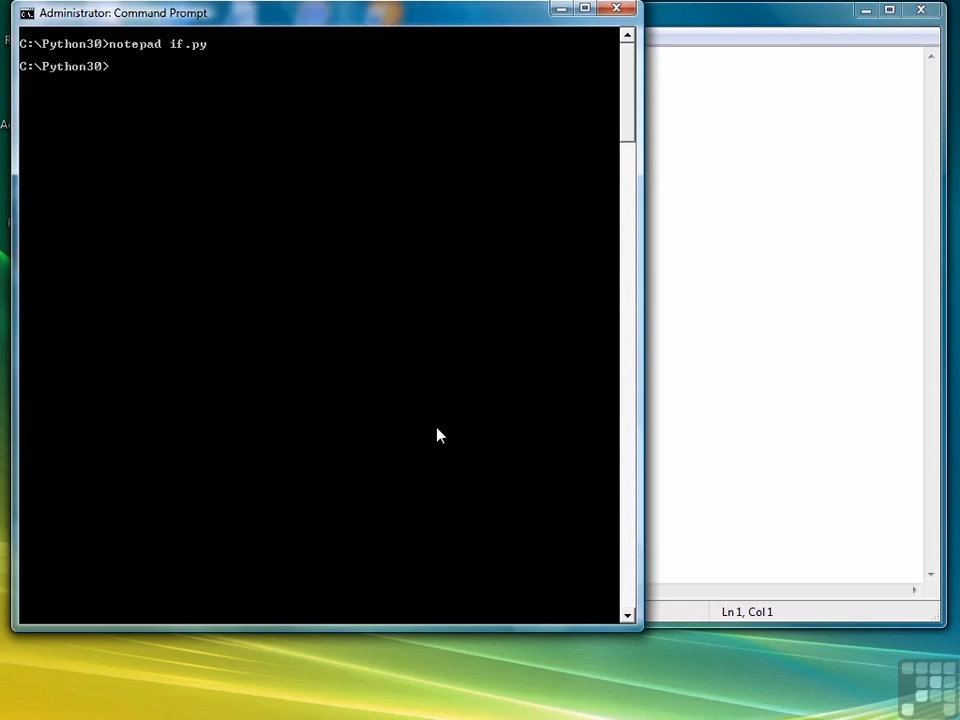 Administrator: Command Prompt
C:\Python30>notepad if.py
C:\Python30>
Ln 1, Col 1